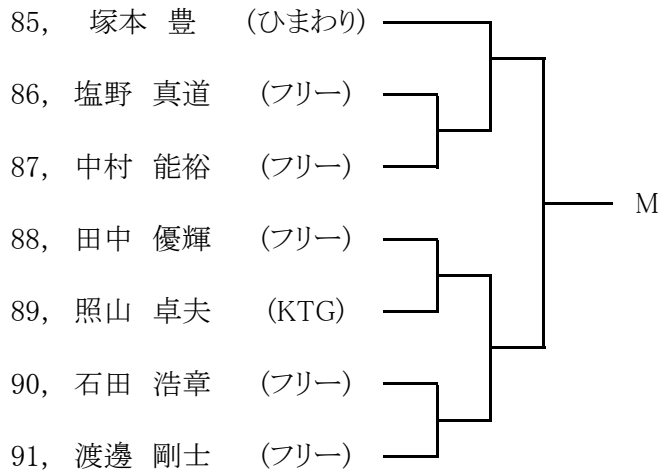 85, 塚本 豊 (ひまわり)
86, 塩野 真道 (フリー)
87, 中村 能裕 (フリー)
M
88, 田中 優輝 (フリー)
89, 照山 卓夫 (KTG)
90, 石田 浩章 (フリー)
91, 渡邊 剛士 (フリー)